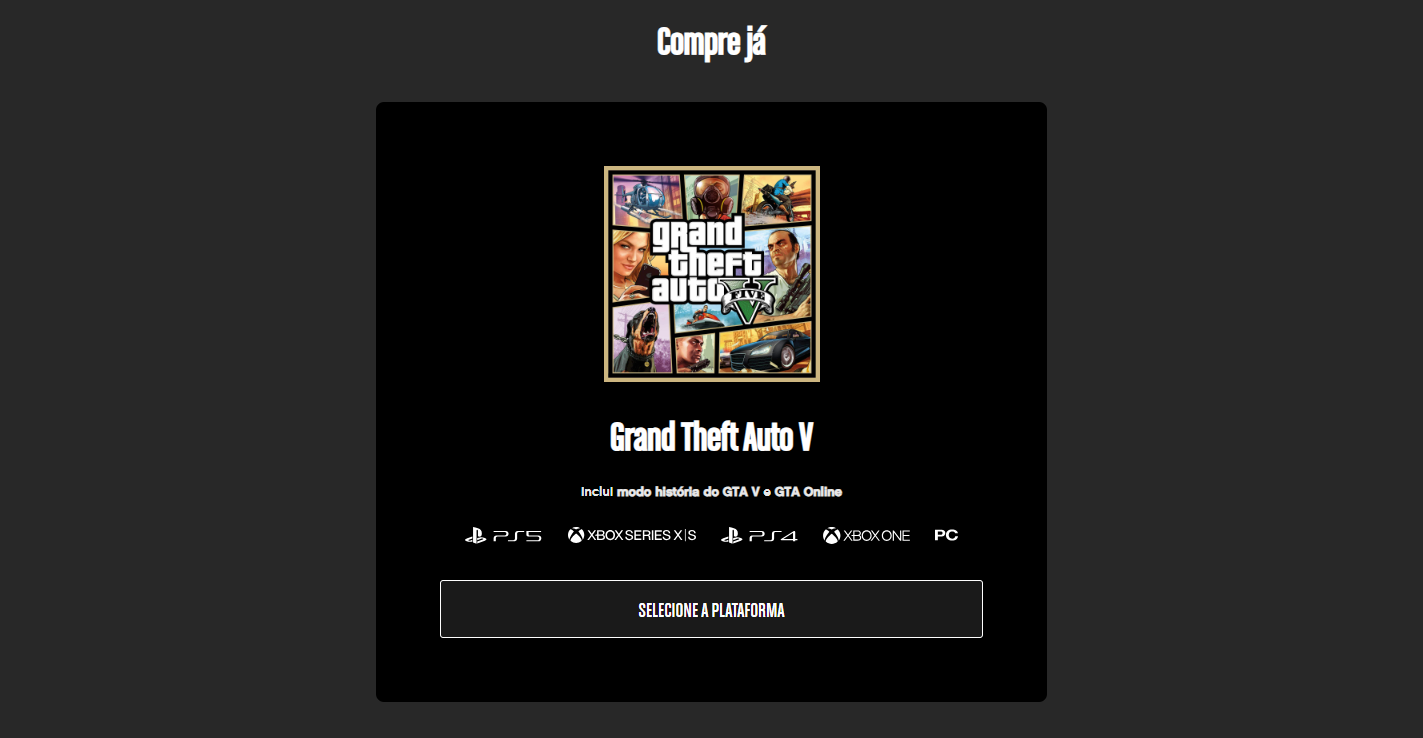 Compre já
grand
theft
auto
FIVE
Grand Theft Auto V
Inclui modo história do GTA V e GTA Online
PS5 XBOX SERIES X|S PS4 XBOX ONE PC
SELECIONE A PLATAFORMA